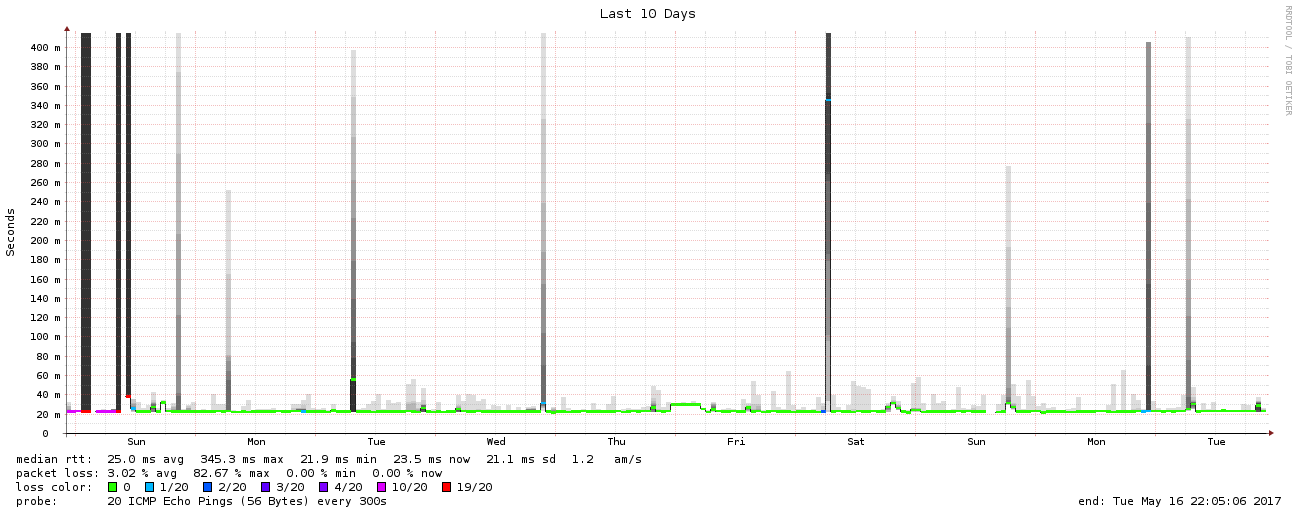 Last 10 Days
RRDTOOL / TOBI OETIKER
Seconds
400 m
380 m
360 m
340 m
320 m
300 m
280 m
260 m
240 m
220 m
200 m
180 m
160 m
140 m
120 m
100 m
80 m
60 m
40 m
20 m
0
Sun Mon Tue Wed Thu Fri Sat Sun Mon Tue
median rtt: 25.0 ms avg 345.3 ms max 21.9 ms min 23.5 ms now 21.1 ms sd 1.2 am/s
packet loss: 3.02 % avg 82.67 % max 0.00 % min 0.00 % now
loss color: 0 1/20 2/20 3/20 4/20 10/20 19/20
probe: 20 ICMP Echo Pings (56 Bytes) every 300s end: Tue May 16 22:05:06 2017